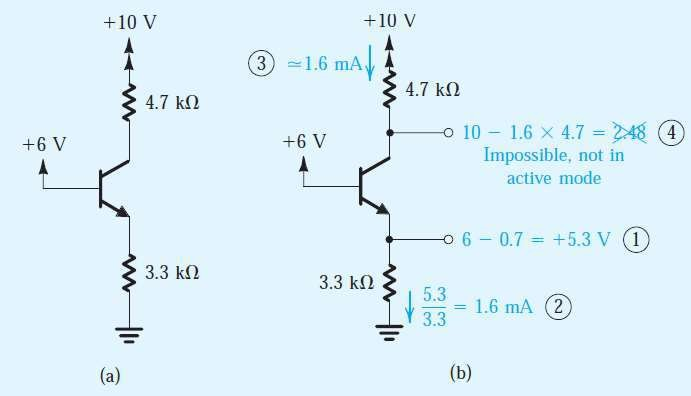 +10 V
4.7 kΩ
+6 V
3.3 kΩ
(a)
+10 V
③ ≃1.6 mA
4.7 kΩ
+6 V
10 − 1.6 × 4.7 = 2.48 ④
Impossible, not in
active mode
6 − 0.7 = +5.3 V ①
3.3 kΩ
5.3
3.3
= 1.6 mA ②
(b)